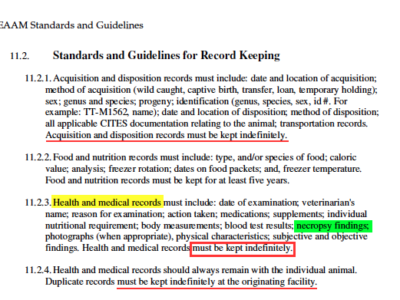 EAAM Standards and Guidelines
11.2. Standards and Guidelines for Record Keeping
11.2.1. Acquisition and disposition records must include: date and location of acquisition;
method of acquisition (wild caught, captive birth, transfer, loan, temporary holding);
sex; genus and species; progeny; identification (genus, species, sex, id #. For
example: TT-M1562, name); date and location of disposition; method of disposition;
all applicable CITES documentation relating to the animal; transportation records.
Acquisition and disposition records must be kept indefinitely.
11.2.2. Food and nutrition records must include: type, and/or species of food; caloric
value; analysis; freezer rotation; dates on food packets; and, freezer temperature.
Food and nutrition records must be kept for at least five years.
11.2.3. Health and medical records must include: date of examination; veterinarian's
name; reason for examination; action taken; medications; supplements; individual
nutritional requirement; body measurements; blood test results; necropsy findings;
photographs (when appropriate), physical characteristics; subjective and objective
findings. Health and medical records must be kept indefinitely.
11.2.4. Health and medical records should always remain with the individual animal.
Duplicate records must be kept indefinitely at the originating facility.